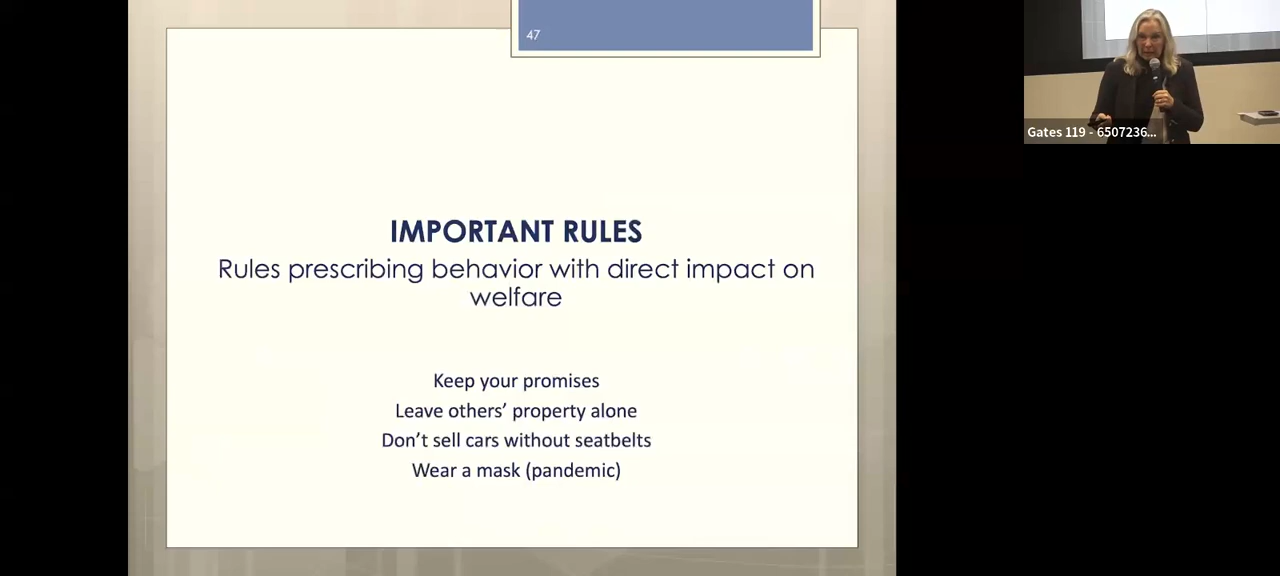 47
IMPORTANT RULES
Rules prescribing behavior with direct impact on
welfare
Keep your promises
Leave others’ property alone
Don’t sell cars without seatbelts
Wear a mask (pandemic)
Gates 119 - 6507236...